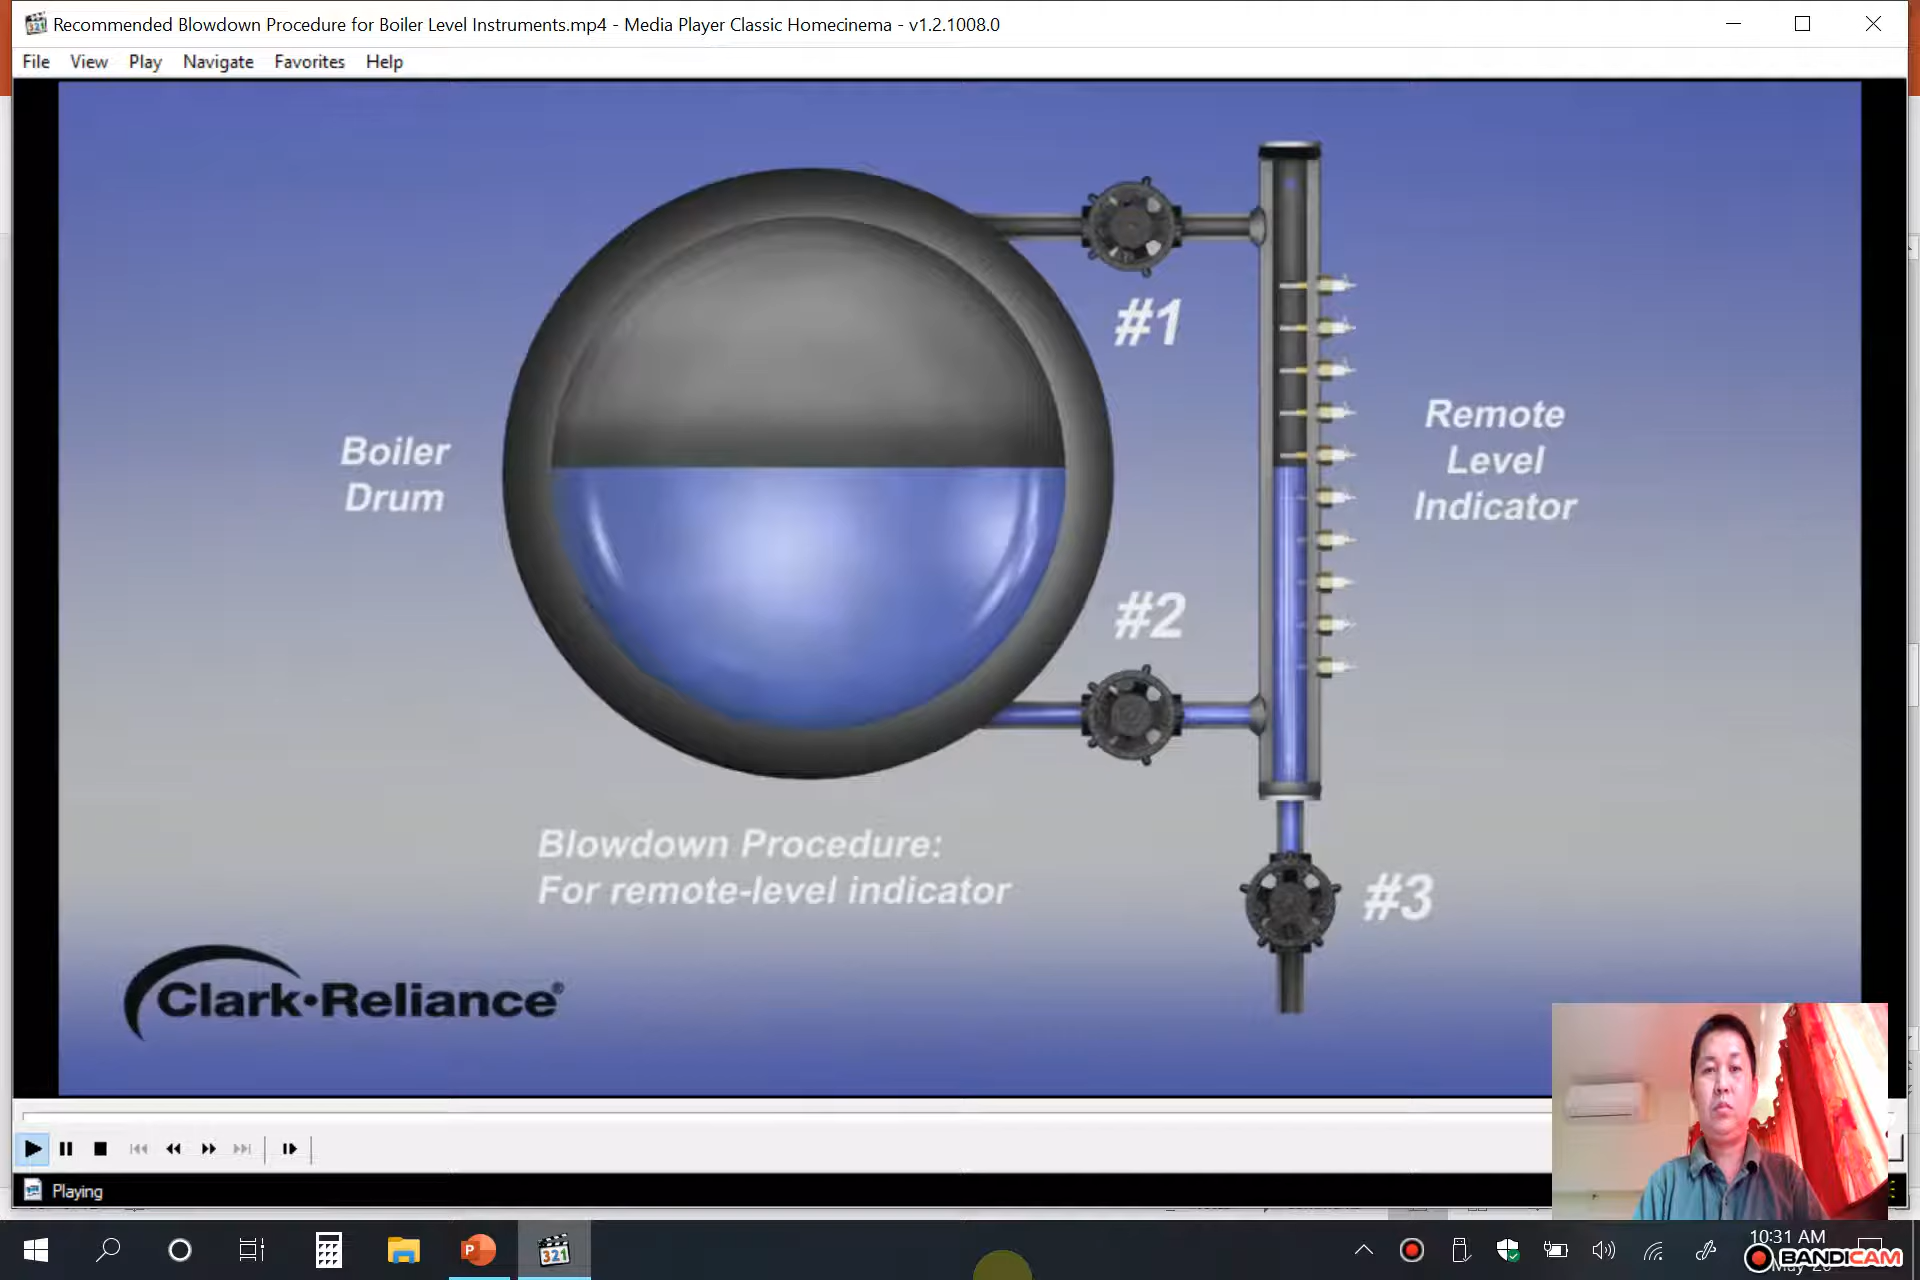 Recommended Blowdown Procedure for Boiler Level Instruments.mp4 - Media Player Classic Homecinema - v1.2.1008.0
File View Play Navigate Favorites Help
#1
Boiler
Drum
Remote
Level
Indicator
#2
Blowdown Procedure:
For remote-level indicator
#3
Clark·Reliance®
Playing
321
10:31 AM
BANDICAM